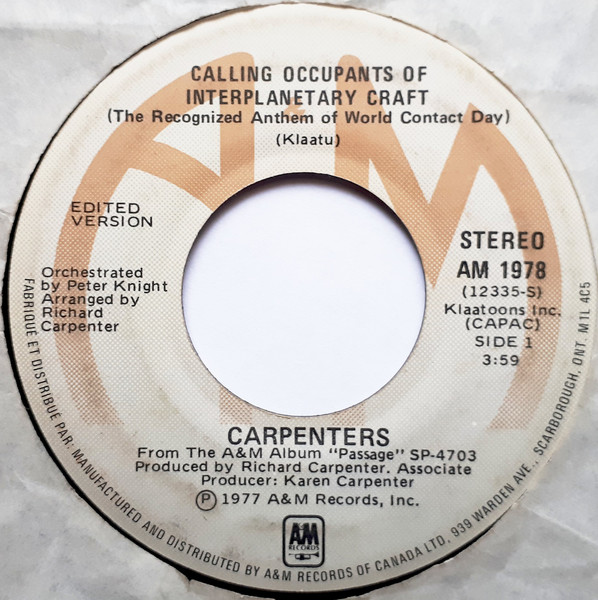 CALLING OCCUPANTS OF
INTERPLANETARY CRAFT
(The Recognized Anthem of World Contact Day)
(Klaatu)
EDITED
VERSION
Orchestrated
by Peter Knight
Arranged by
Richard
Carpenter
STEREO
AM 1978
(12335-S)
Klaatoons Inc.
(CAPAC)
SIDE 1
3:59
CARPENTERS
From The A&M Album "Passage" SP-4703
Produced by Richard Carpenter. Associate
Producer: Karen Carpenter
Ⓟ 1977 A&M Records, Inc.
A&M
RECORDS
FABRIQUÉ ET DISTRIBUÉ PAR: MANUFACTURED AND DISTRIBUTED BY A&M RECORDS OF CANADA LTD, 939 WARDEN AVE., SCARBOROUGH, ONT. M1L 4C5
A&M